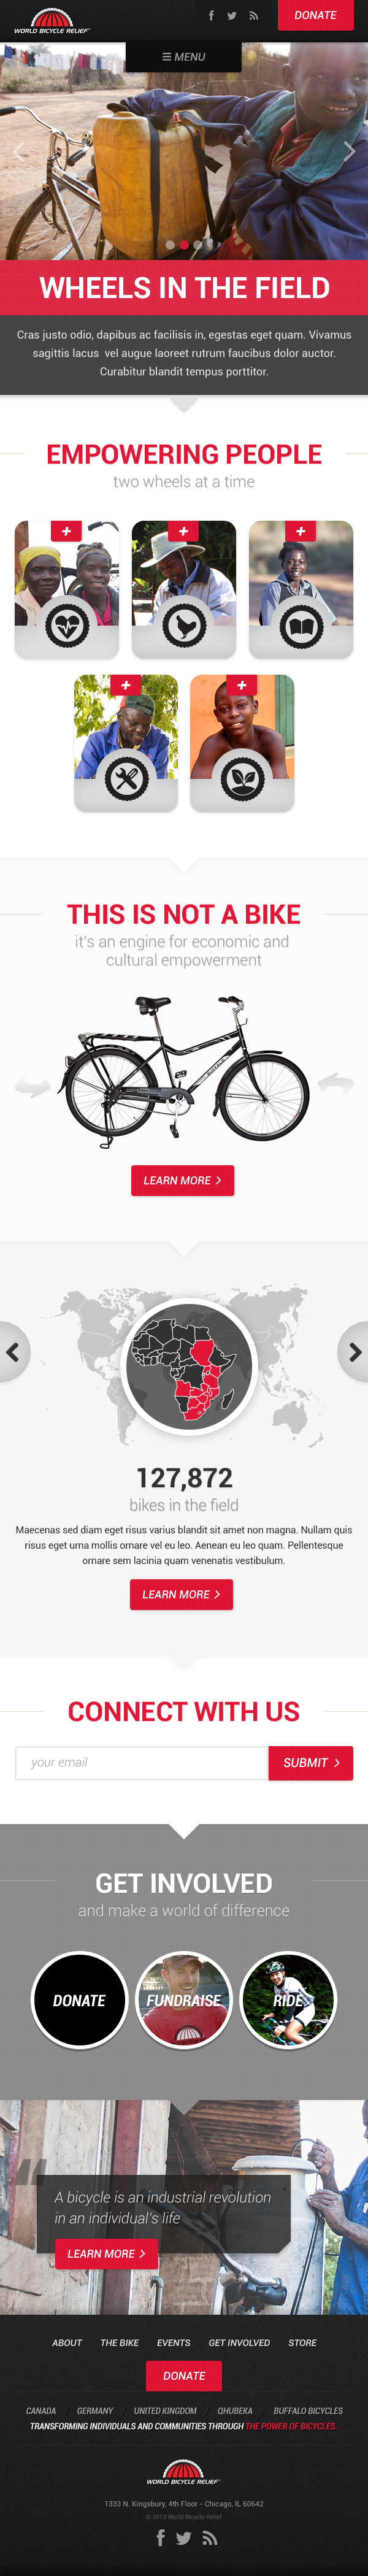 WORLD BICYCLE RELIEF
DONATE
MENU
WHEELS IN THE FIELD
Cras justo odio, dapibus ac facilisis in, egestas eget quam. Vivamus
sagittis lacus vel augue laoreet rutrum faucibus dolor auctor.
Curabitur blandit tempus porttitor.
EMPOWERING PEOPLE
two wheels at a time
THIS IS NOT A BIKE
it's an engine for economic and
cultural empowerment
LEARN MORE
127,872
bikes in the field
Maecenas sed diam eget risus varius blandit sit amet non magna. Nullam quis
risus eget urna mollis ornare vel eu leo. Aenean eu leo quam. Pellentesque
ornare sem lacinia quam venenatis vestibulum.
LEARN MORE
CONNECT WITH US
your email
SUBMIT
GET INVOLVED
and make a world of difference
DONATE
FUNDRAISE
RIDE
A bicycle is an industrial revolution
in an individual's life
LEARN MORE
ABOUT THE BIKE EVENTS GET INVOLVED STORE
DONATE
CANADA GERMANY UNITED KINGDOM QHUBEKA BUFFALO BICYCLES
TRANSFORMING INDIVIDUALS AND COMMUNITIES THROUGH THE POWER OF BICYCLES.
WORLD BICYCLE RELIEF
1333 N. Kingsbury, 4th Floor - Chicago, IL 60642
© 2013 World Bicycle Relief